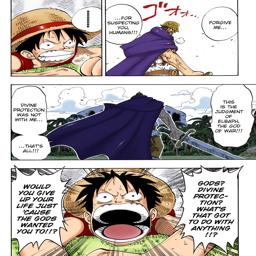 FORGIVE
ME...
ゴオオ...
...FOR
SUSPECTING
YOU,
HUMANS!!!
THIS IS
THE JUDGMENT
OF ELBAPH,
THE GOD
OF WAR!!!
DIVINE
PROTECTION
WAS NOT
WITH ME...
...THAT'S
ALL!!!
GODS?
DIVINE
PROTEC-
TION?
WHAT'S
THAT GOT
TO DO WITH
ANYTHING
!!?
WOULD
YOU GIVE
UP YOUR
LIFE JUST
'CAUSE
THE GODS
WANTED
YOU TO!?